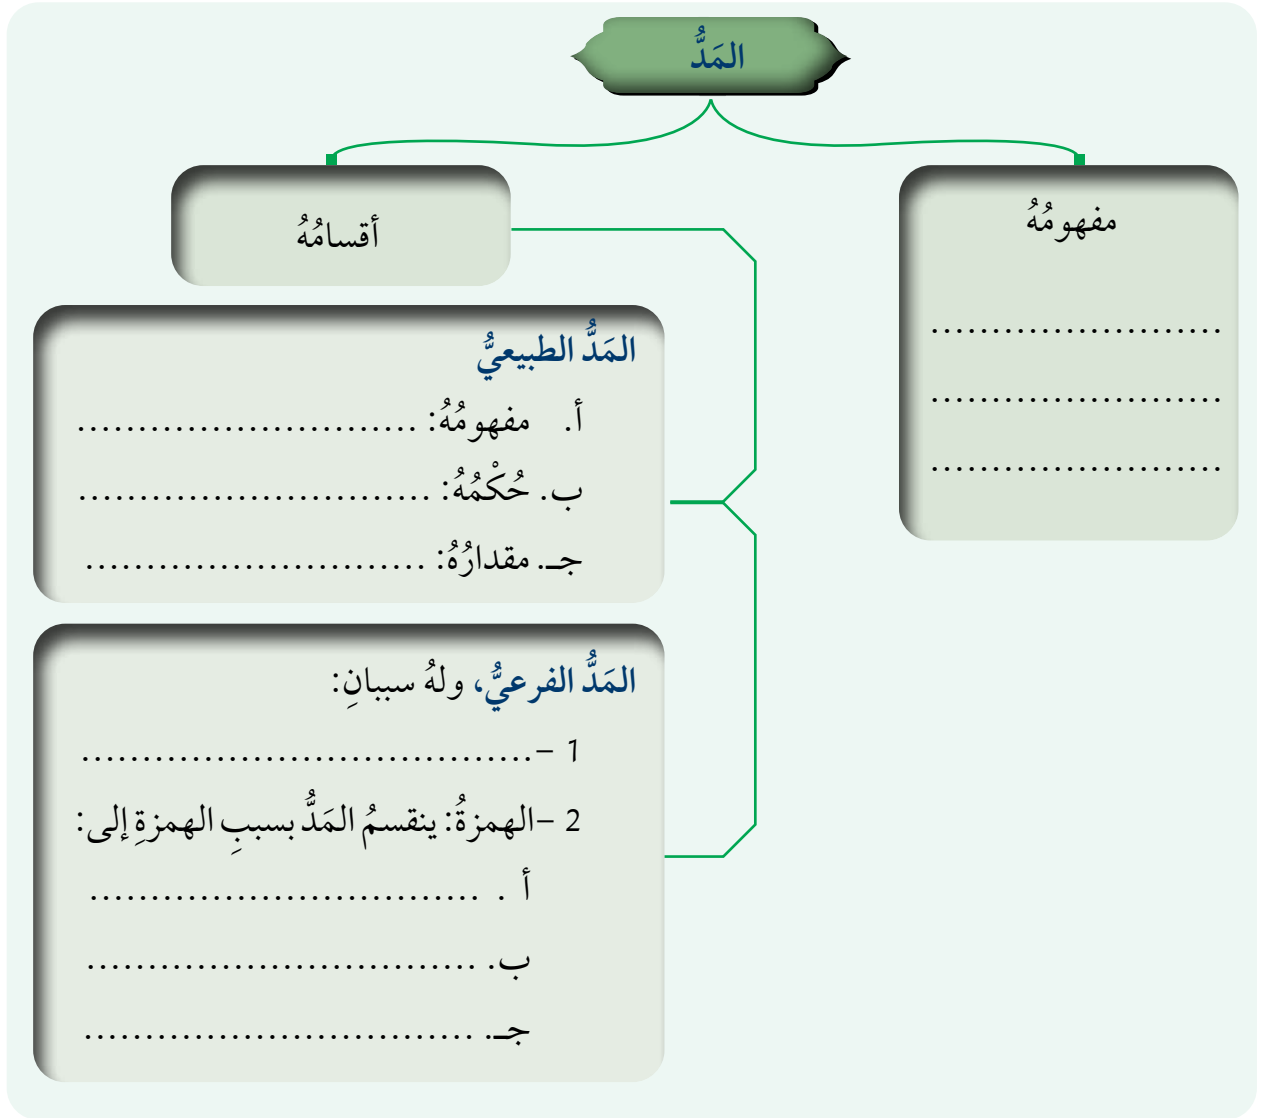 المَدُّ
مفهومُهُ
.......................
.......................
.......................
أقسامُهُ
المَدُّ الطبيعيُّ
أ. مفهومُهُ: ...........................
ب. حُكْمُهُ: ............................
جـ. مقدارُهُ: ...........................
المَدُّ الفرعيُّ، ولهُ سببانِ:
1 –....................................
2 –الهمزةُ: ينقسمُ المَدُّ بسببِ الهمزةِ إلى:
أ . ...............................
ب. ...............................
جـ. ...............................